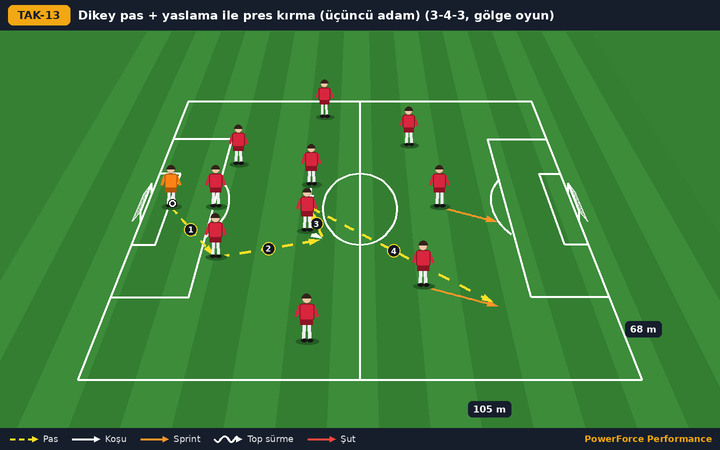 TAK-13 Dikey pas + yaslama ile pres kırma (üçüncü adam) (3-4-3, gölge oyun)
1
2
3
4
68 m
105 m
Pas Koşu Sprint Top sürme Şut PowerForce Performance